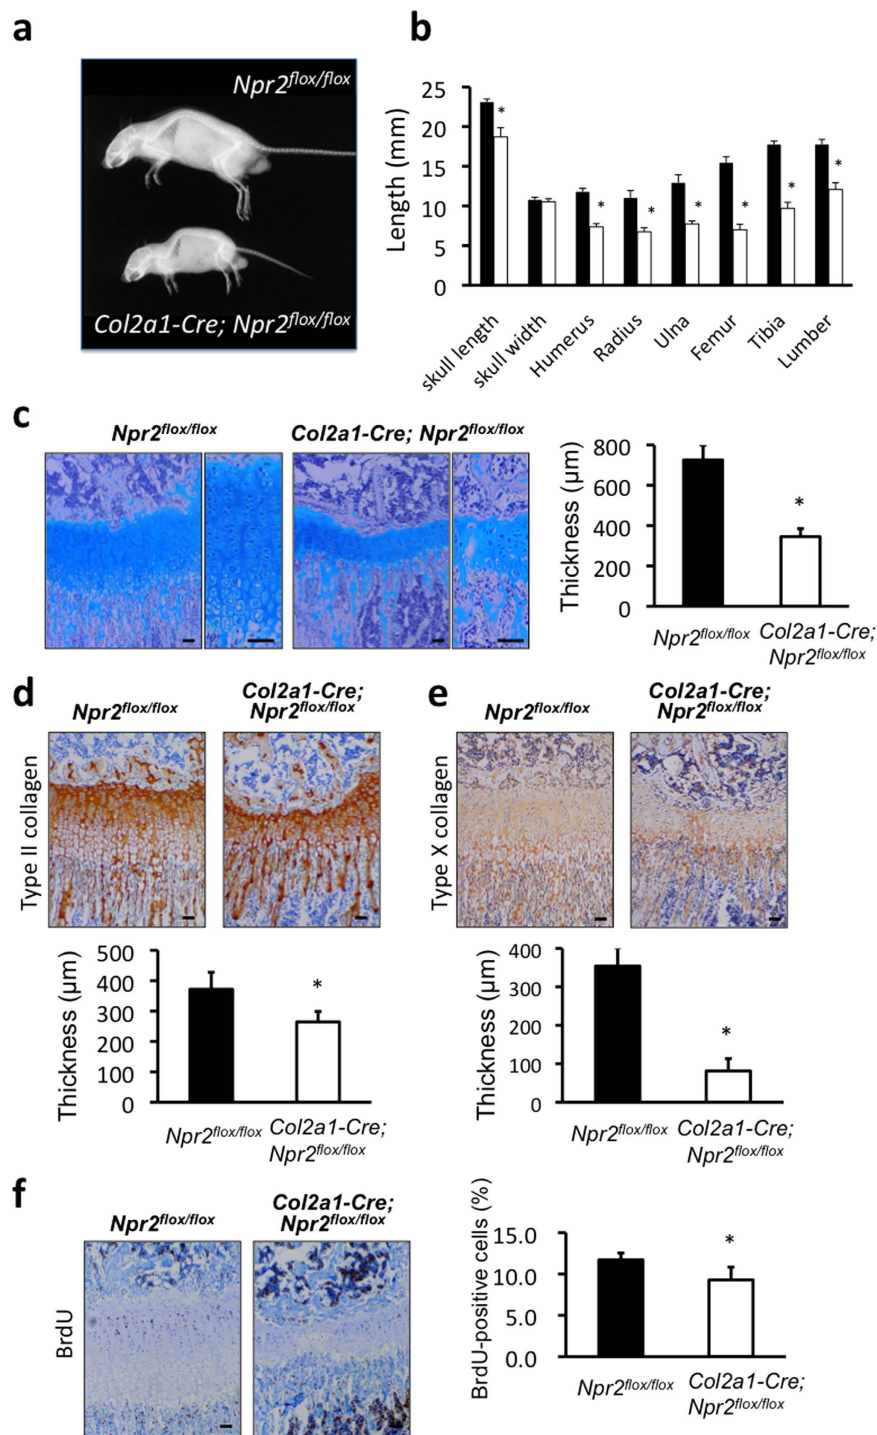 a
Npr2flox/flox
Col2a1-Cre; Npr2flox/flox
b
Length (mm)
25
20
15
10
5
0
*
*
*
*
*
*
*
skull length
skull width
Humerus
Radius
Ulna
Femur
Tibia
Lumber
c
Npr2flox/flox
Col2a1-Cre; Npr2flox/flox
Thickness (μm)
800
600
400
200
0
*
Npr2flox/flox
Col2a1-Cre;
Npr2flox/flox
d
Npr2flox/flox
Col2a1-Cre;
Npr2flox/flox
Type II collagen
Thickness (μm)
500
400
300
200
100
0
*
Npr2flox/flox
Col2a1-Cre;
Npr2flox/flox
e
Npr2flox/flox
Col2a1-Cre;
Npr2flox/flox
Type X collagen
Thickness (μm)
400
300
200
100
0
*
Npr2flox/flox
Col2a1-Cre;
Npr2flox/flox
f
Npr2flox/flox
Col2a1-Cre;
Npr2flox/flox
BrdU
BrdU-positive cells (%)
15.0
10.0
5.0
0.0
*
Npr2flox/flox
Col2a1-Cre;
Npr2flox/flox